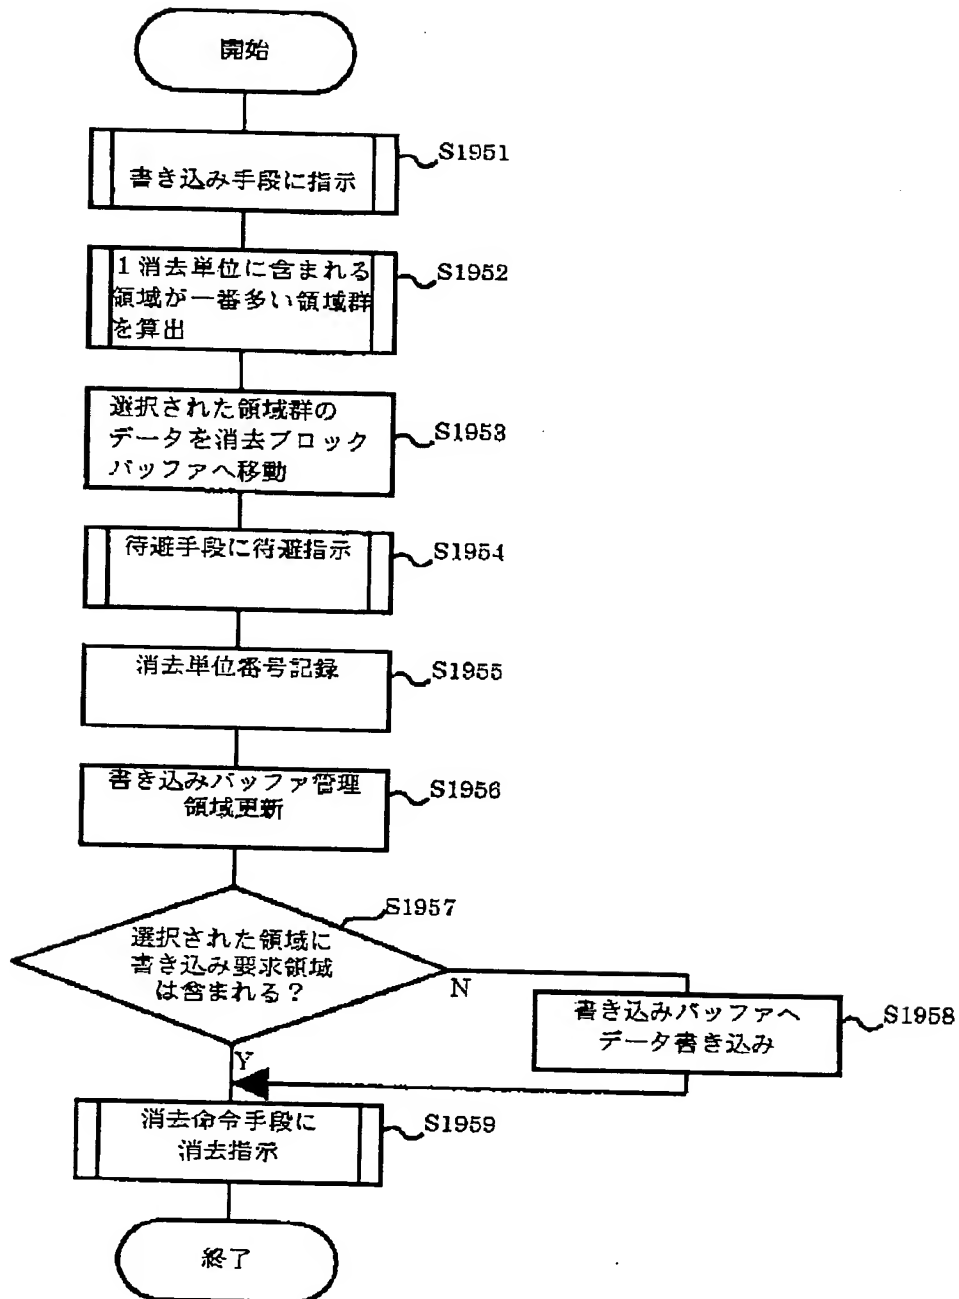 開始
書き込み手段に指示
S1951
1消去単位に含まれる
領域が一番多い領域群
を算出
S1952
選択された領域群の
データを消去ブロック
バッファへ移動
S1953
待避手段に待避指示
S1954
消去単位番号記録
S1955
書き込みバッファ管理
領域更新
S1956
選択された領域に
書き込み要求領域
は含まれる?
S1957
N
書き込みバッファへ
データ書き込み
S1958
Y
消去命令手段に
消去指示
S1959
終了